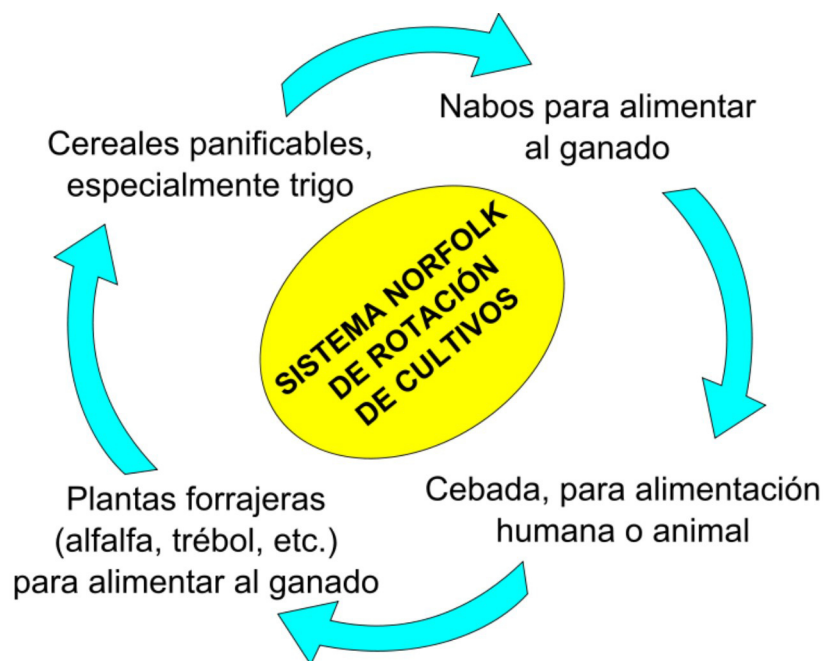 Cereales panificables,
especialmente trigo
Nabos para alimentar
al ganado
SISTEMA NORFOLK
DE ROTACIÓN
DE CULTIVOS
Plantas forrajeras
(alfalfa, trébol, etc.)
para alimentar al ganado
Cebada, para alimentación
humana o animal